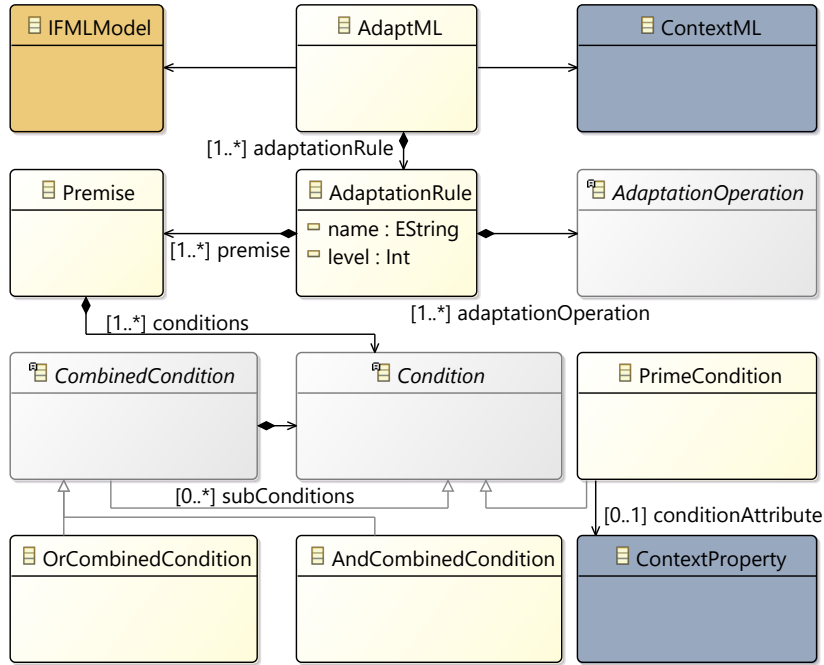 IFMLModel
AdaptML
ContextML
[1..*] adaptationRule
Premise
AdaptationRule
AdaptationOperation
name : EString
[1..*] premise
level : Int
[1..*] adaptationOperation
[1..*] conditions
CombinedCondition
Condition
PrimeCondition
[0..*] subConditions
[0..1] conditionAttribute
OrCombinedCondition
AndCombinedCondition
ContextProperty